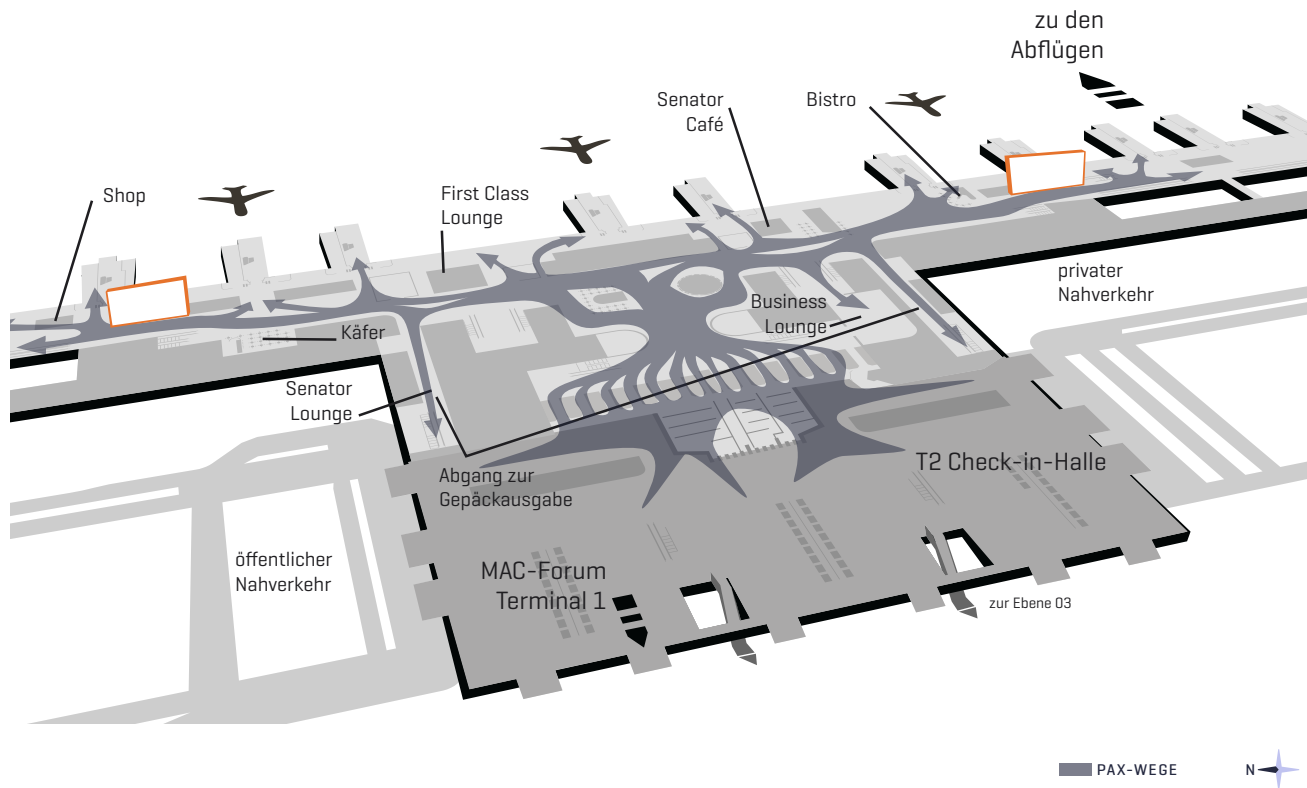 zu den
Abflügen
Senator
Café
Bistro
Shop
First Class
Lounge
privater
Nahverkehr
Business
Lounge
Käfer
Senator
Lounge
T2 Check-in-Halle
Abgang zur
Gepäckausgabe
öffentlicher
Nahverkehr
MAC-Forum
Terminal 1
zur Ebene 03
PAX-WEGE
N